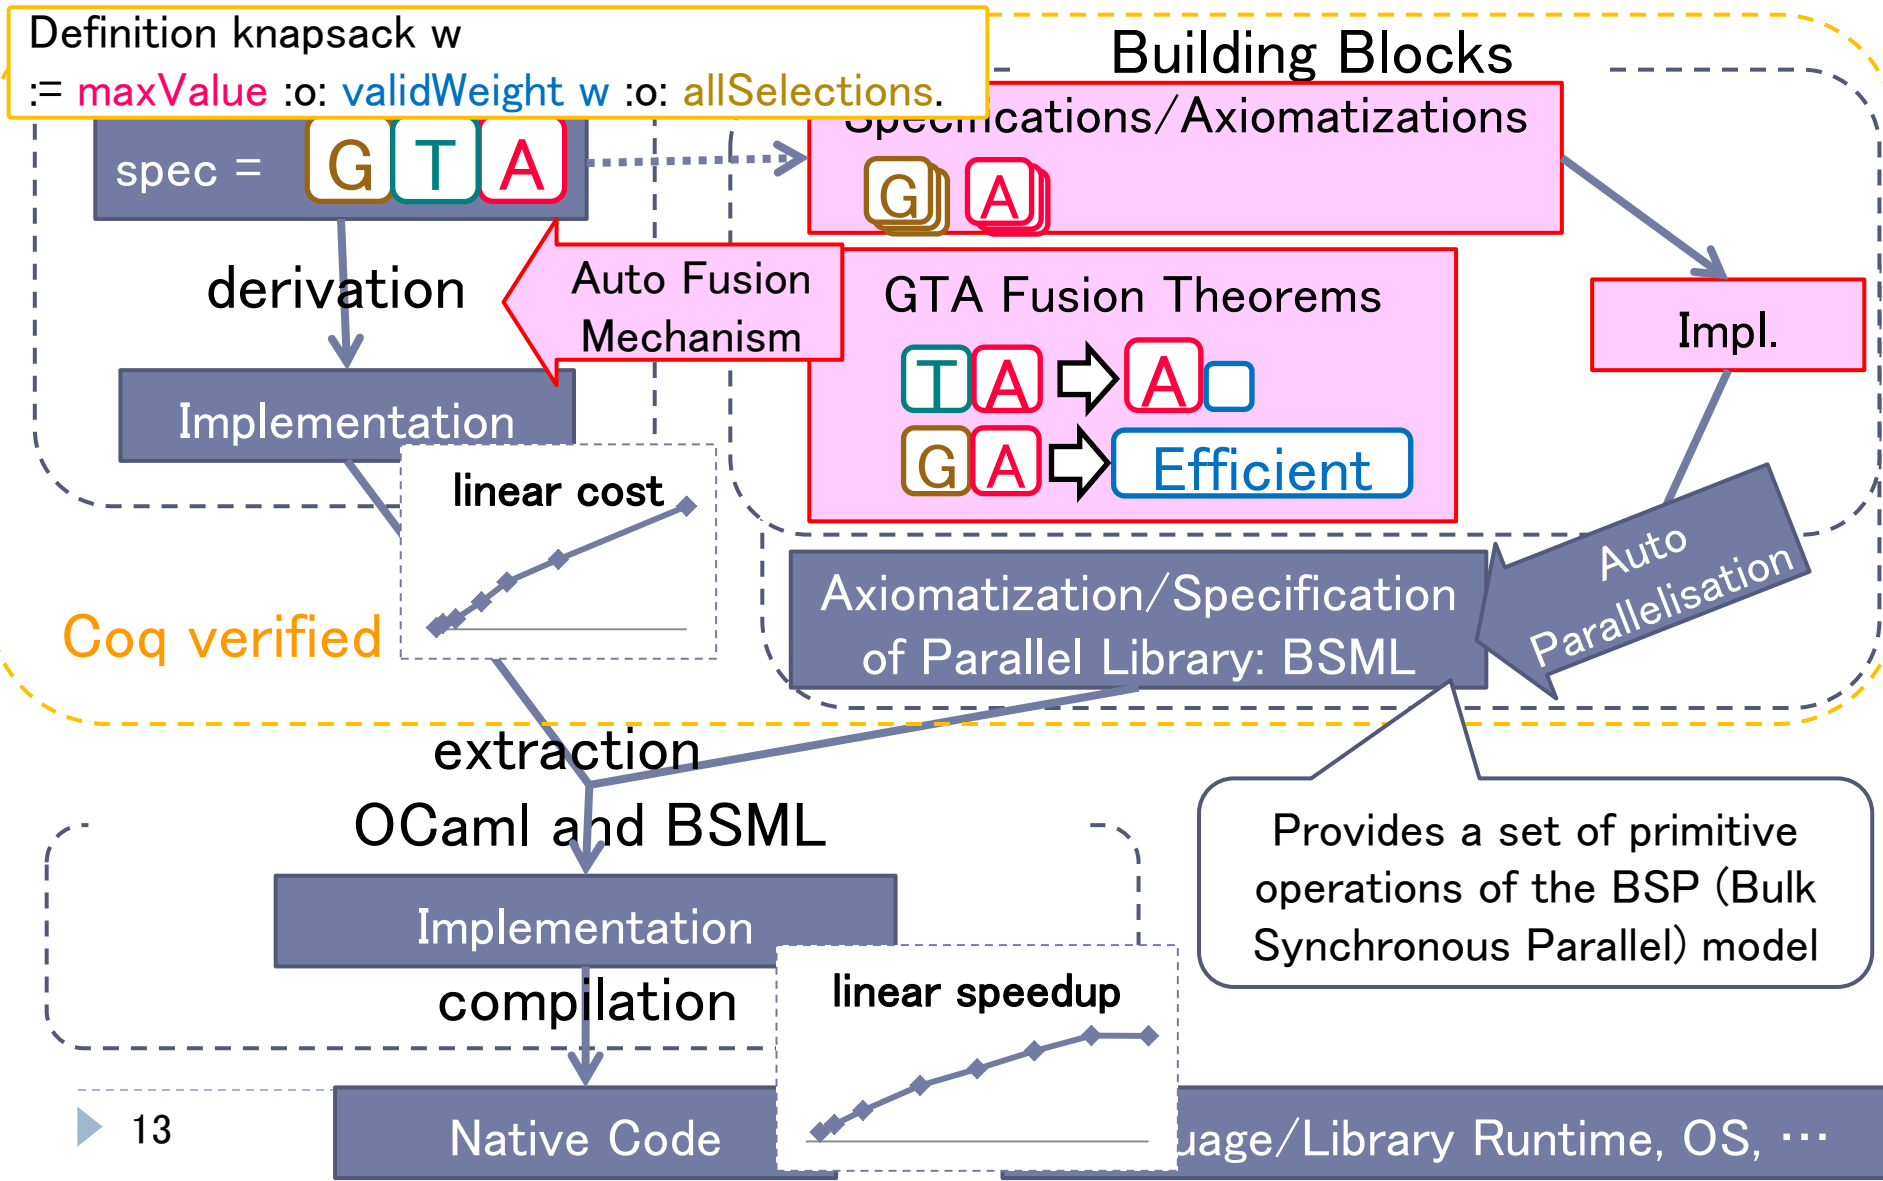 Definition knapsack w
:= maxValue :o: validWeight w :o: allSelections.
Building Blocks
spec = G T A
Specifications/Axiomatizations
G A
derivation
Auto Fusion
Mechanism
GTA Fusion Theorems
T A A
G A Efficient
Impl.
Implementation
linear cost
Auto
Parallelisation
Axiomatization/Specification
of Parallel Library: BSML
Coq verified
extraction
OCaml and BSML
Provides a set of primitive
operations of the BSP (Bulk
Synchronous Parallel) model
Implementation
compilation
linear speedup
13
Native Code
uage/Library Runtime, OS, …